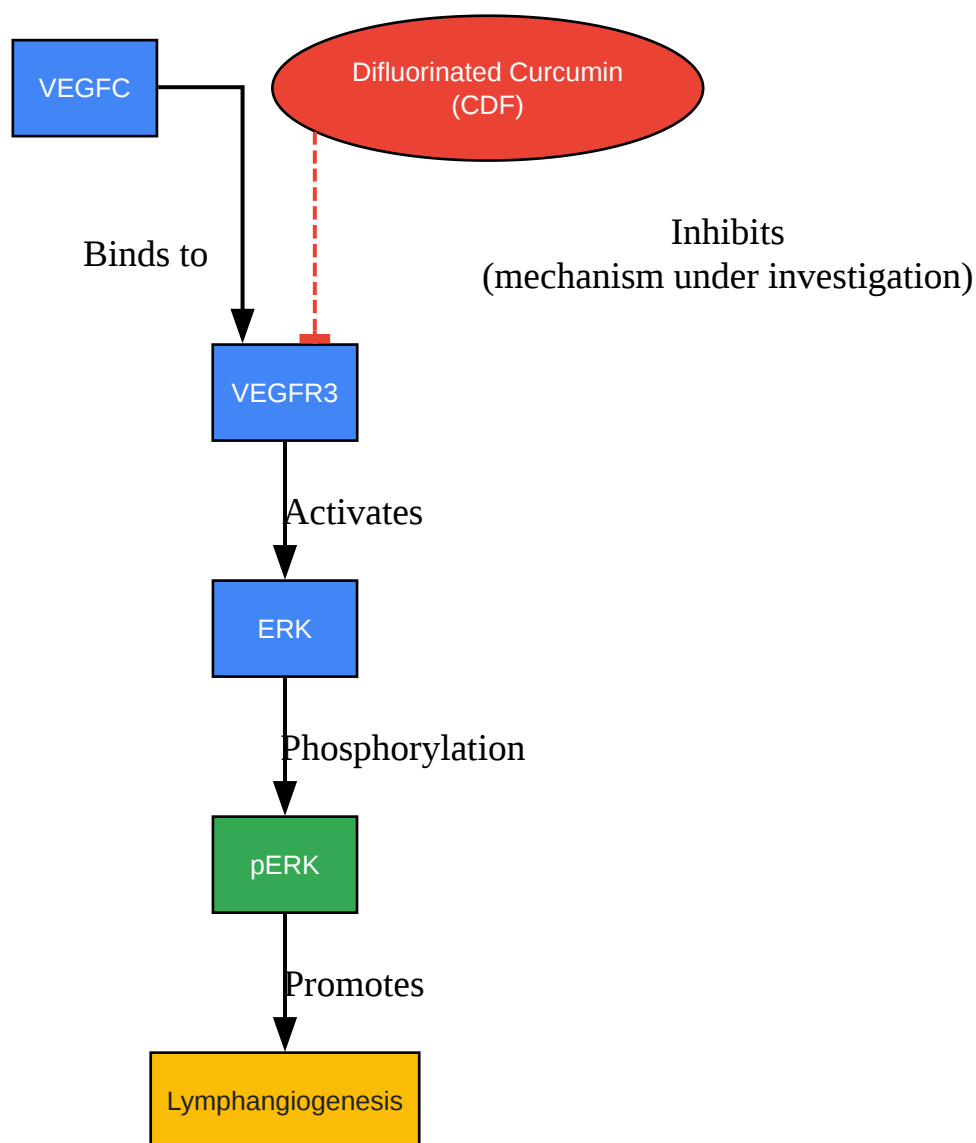 VEGFC
Difluorinated Curcumin
(CDF)
Binds to
Inhibits
(mechanism under investigation)
VEGFR3
Activates
ERK
Phosphorylation
pERK
Promotes
Lymphangiogenesis